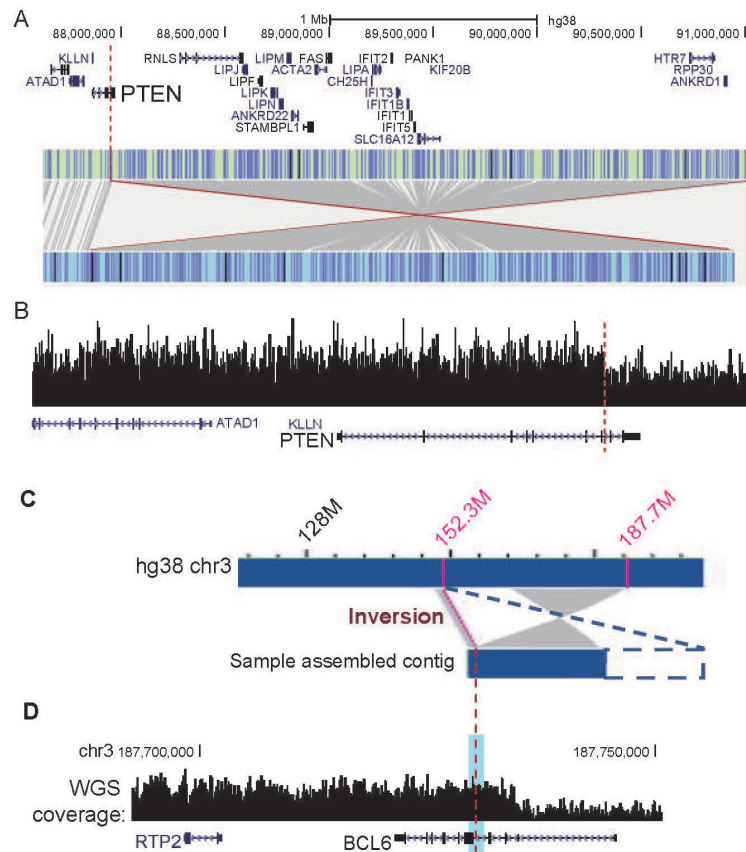 A
1 Mb hg38
88,000,000 88,500,000 89,000,000 89,500,000 90,000,000 90,500,000 91,000,000
KLLN RNLS LIPM FAS IFIT2 PANK1 HTR7
ATAD1 LIPJ ACTA2 LIPA KIF20B RPP30
PTEN LIPF CH25H ANKRD1
LIPK IFIT3
LIPN IFIT1B
ANKRD22 IFIT1
STAMBPL1 IFIT5
SLC16A12
B
ATAD1 KLLN
PTEN
C
128M 152.3M 187.7M
hg38 chr3
Inversion
Sample assembled contig
D
chr3 187,700,000 187,750,000
WGS
coverage:
RTP2 BCL6